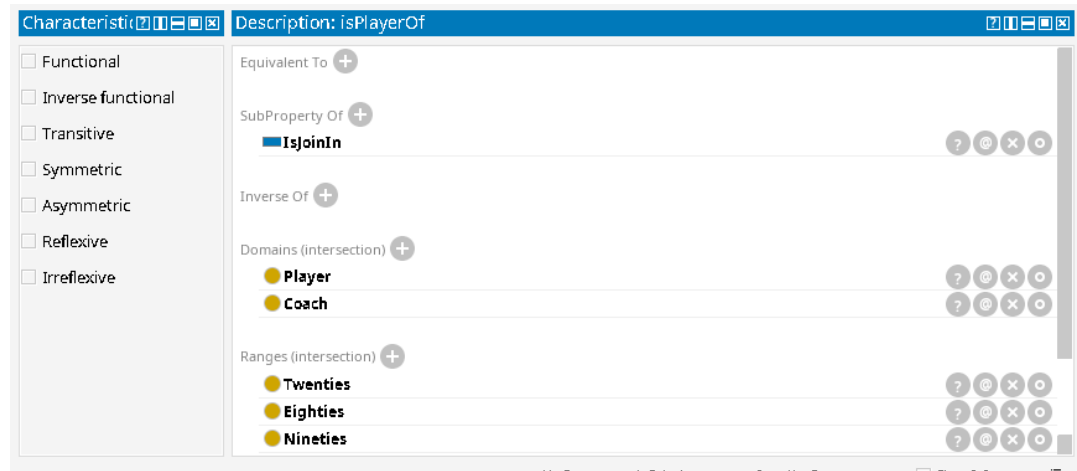 Characteristic
Description: isPlayerOf
Functional
Inverse functional
Transitive
Symmetric
Asymmetric
Reflexive
Irreflexive
Equivalent To
SubProperty Of
IsJoinIn
Inverse Of
Domains (intersection)
Player
Coach
Ranges (intersection)
Twenties
Eighties
Nineties